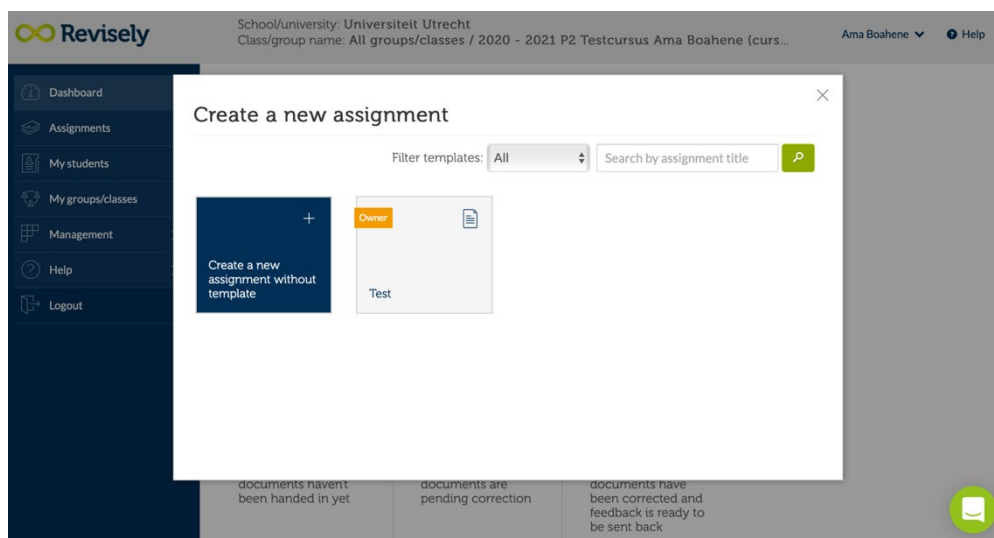 Revisely
School/university: Universiteit Utrecht
Class/group name: All groups/classes / 2020 - 2021 P2 Testcursus Ama Boahene (curs...
Ama Boahene
Help
Dashboard
Assignments
My students
My groups/classes
Management
Help
Logout
Create a new assignment
Filter templates: All
Search by assignment title
Owner
Create a new
assignment without
template
Test
documents haven't
been handed in yet
documents are
pending correction
documents have
been corrected and
feedback is ready to
be sent back